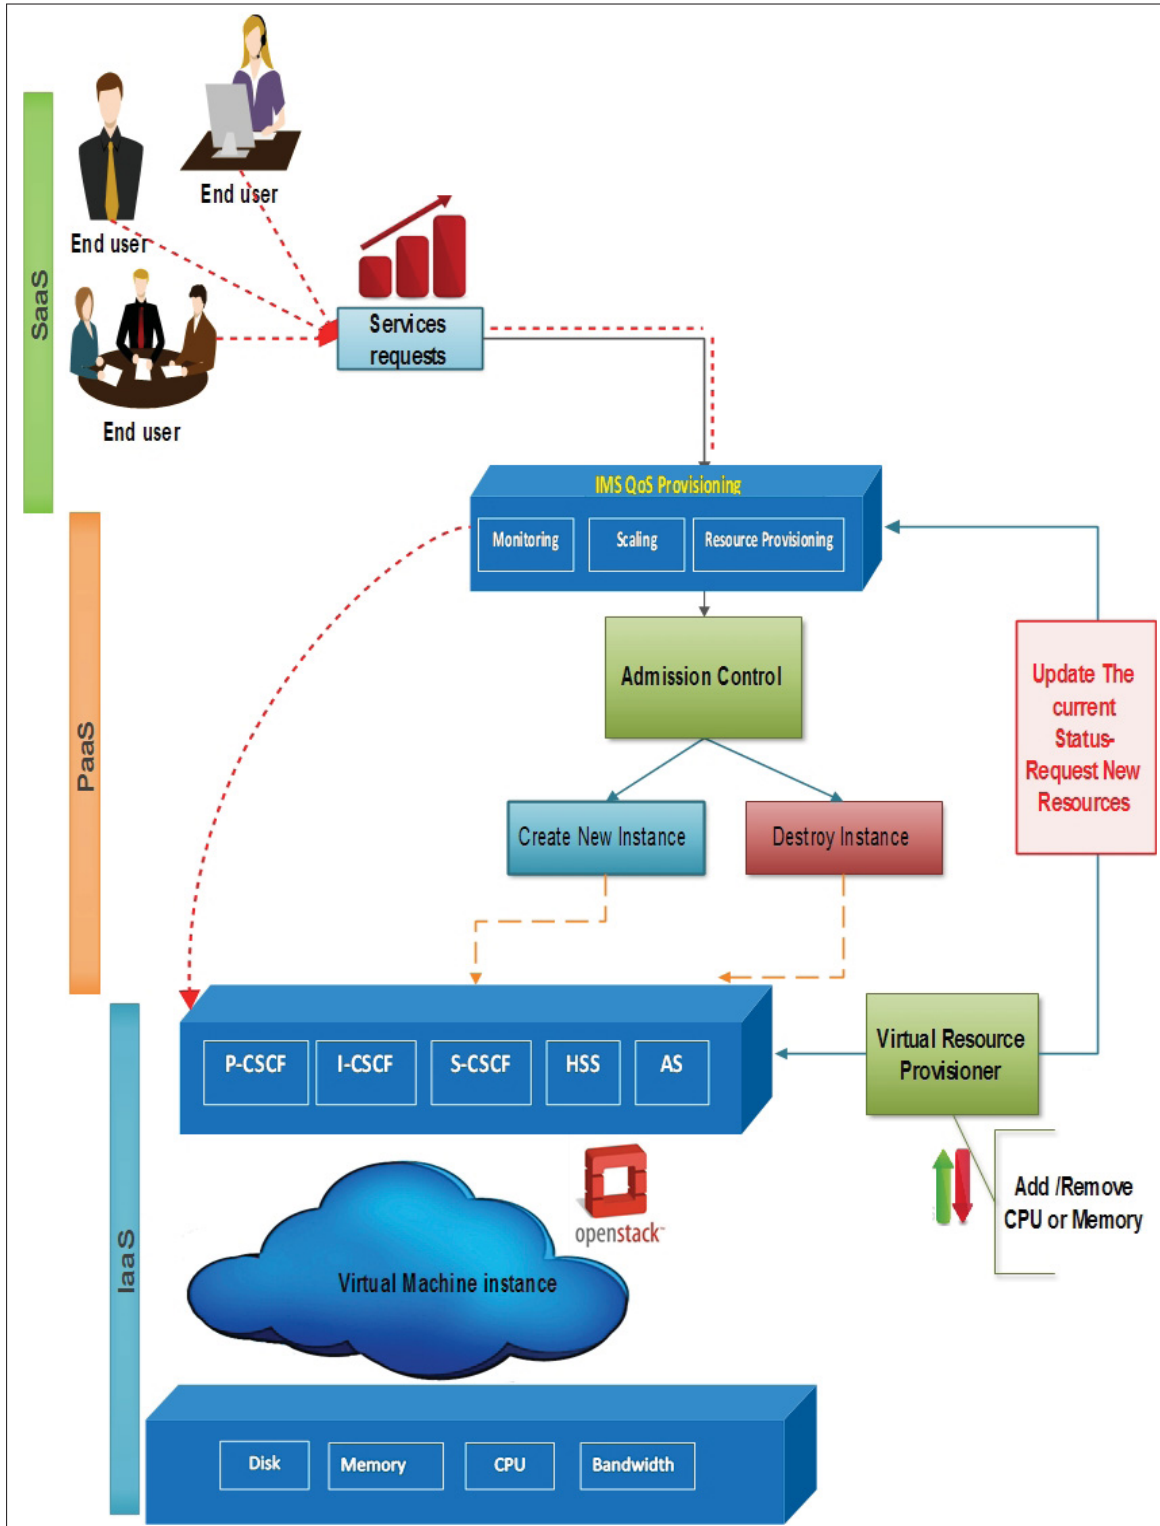 SaaS
End user
End user
End user
Services
requests
IMS QoS Provisioning
Monitoring
Scaling
Resource Provisioning
PaaS
Admission Control
Update The
current
Status-
Request New
Resources
Create New Instance
Destroy Instance
IaaS
P-CSCF
I-CSCF
S-CSCF
HSS
AS
Virtual Resource
Provisioner
openstack™
Add /Remove
CPU or Memory
Virtual Machine instance
Disk
Memory
CPU
Bandwidth